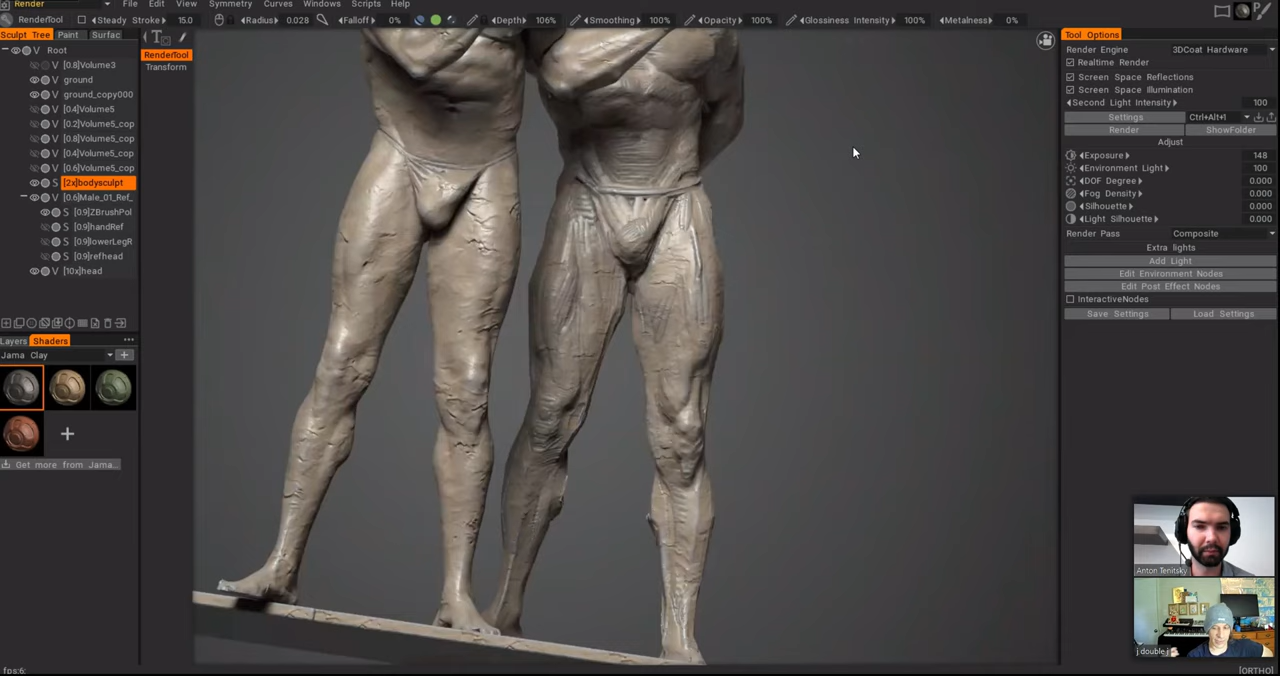 Render File Edit View Symmetry Curves Windows Scripts Help
RenderTool Steady Stroke 15.0 Radius 0.028 Falloff 0% Depth 106% Smoothing 100% Opacity 100% Glossiness Intensity 100% Metalness 0%
Sculpt Tree Paint Surfac
Root
[0.8]Volume3
ground
ground_copy000
[0.4]Volume5
[0.2]Volume5_cop
[0.8]Volume5_cop
[0.4]Volume5_cop
[0.6]Volume5_cop
[2x]bodysculpt
[0.6]Male_01_Ref_
[0.9]ZBrushPol
[0.9]handRef
[0.9]lowerLegR
[0.9]refhead
[10x]head
Layers Shaders
Jama Clay
Get more from Jama...
RenderTool
Transform
Tool Options
Render Engine 3DCoat Hardware
Realtime Render
Screen Space Reflections
Screen Space Illumination
Second Light Intensity 100
Settings Ctrl+Alt+1
Render ShowFolder
Adjust
Exposure 148
Environment Light 100
DOF Degree 0.000
Fog Density 0.000
Silhouette 0.000
Light Silhouette 0.000
Render Pass Composite
Extra lights
Add Light
Edit Environment Nodes
Edit Post Effect Nodes
InteractiveNodes
Save Settings Load Settings
Anton Tenitsky
j double j
fps:6;
[ORTHO]